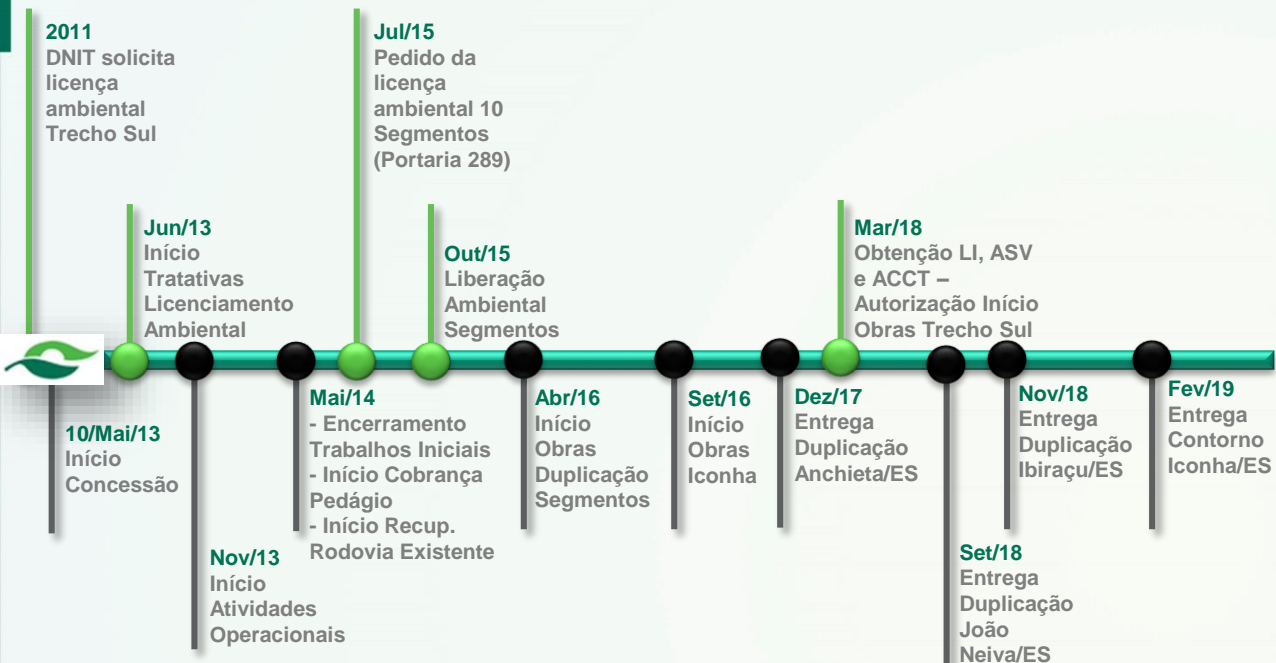 2011
DNIT solicita
licença
ambiental
Trecho Sul
Jul/15
Pedido da
licença
ambiental 10
Segmentos
(Portaria 289)
Jun/13
Início
Tratativas
Licenciamento
Ambiental
Out/15
Liberação
Ambiental
Segmentos
Mar/18
Obtenção LI, ASV
e ACCT –
Autorização Início
Obras Trecho Sul
10/Mai/13
Início
Concessão
Nov/13
Início
Atividades
Operacionais
Mai/14
- Encerramento
Trabalhos Iniciais
- Início Cobrança
Pedágio
- Início Recup.
Rodovia Existente
Abr/16
Início
Obras
Duplicação
Segmentos
Set/16
Início
Obras
Iconha
Dez/17
Entrega
Duplicação
Anchieta/ES
Set/18
Entrega
Duplicação
João
Neiva/ES
Nov/18
Entrega
Duplicação
Ibiraçu/ES
Fev/19
Entrega
Contorno
Iconha/ES